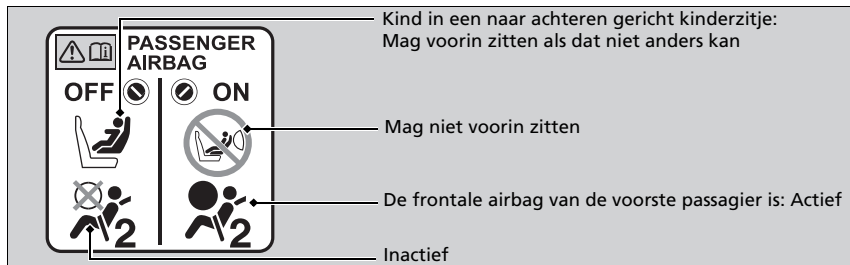 PASSENGER
AIRBAG
OFF ON
2 2
Kind in een naar achteren gericht kinderzitje:
Mag voorin zitten als dat niet anders kan
Mag niet voorin zitten
De frontale airbag van de voorste passagier is: Actief
Inactief